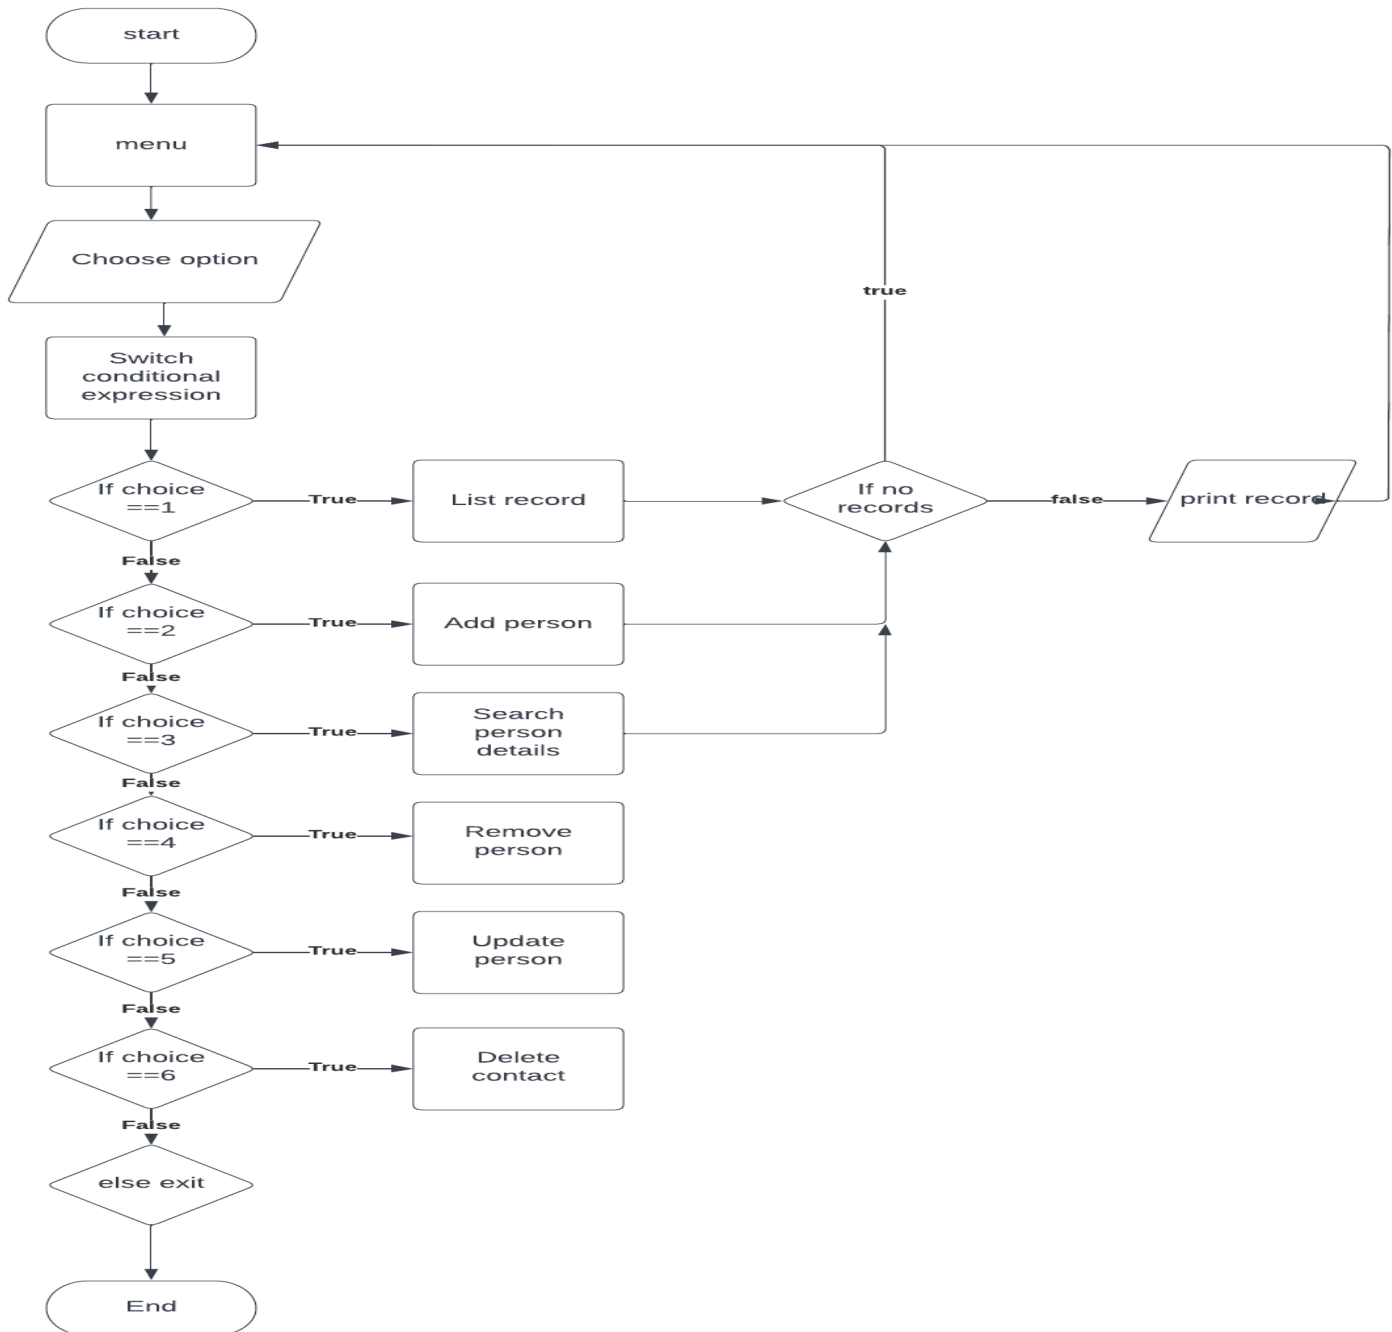 start
menu
Choose option
true
Switch
conditional
expression
If choice
==1
True
List record
If no
records
false
print record
False
If choice
==2
True
Add person
False
If choice
==3
True
Search
person
details
False
If choice
==4
True
Remove
person
False
If choice
==5
True
Update
person
False
If choice
==6
True
Delete
contact
False
else exit
End